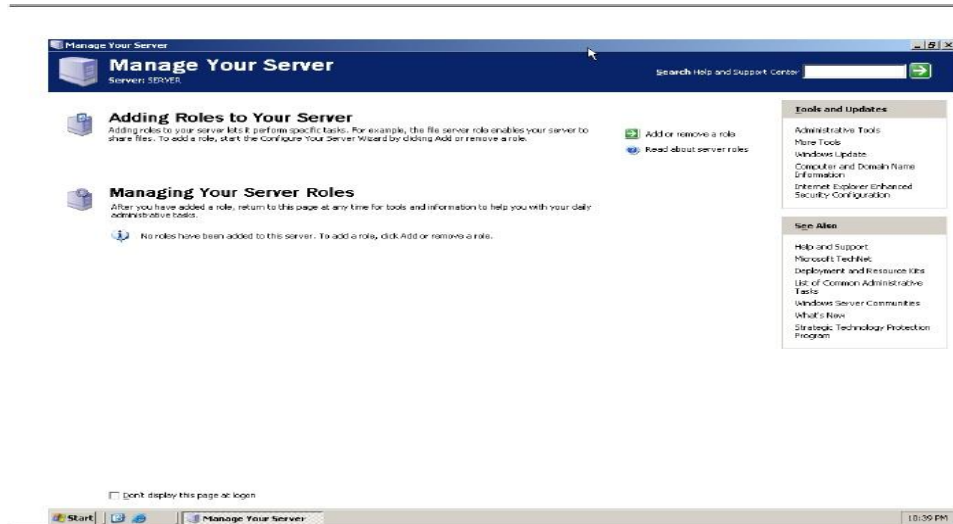 Manage Your Server
Manage Your Server
Server: SERVER
Search Help and Support Center
Adding Roles to Your Server
Adding roles to your server lets it perform specific tasks. For example, the file server role enables your server to
share files. To add a role, start the Configure Your Server Wizard by clicking Add or remove a role.
Add or remove a role
Read about server roles
Managing Your Server Roles
After you have added a role, return to this page at any time for tools and information to help you with your daily
administrative tasks.
No roles have been added to this server. To add a role, click Add or remove a role.
Tools and Updates
Administrative Tools
More Tools
Windows Update
Computer and Domain Name
Information
Internet Explorer Enhanced
Security Configuration
See Also
Help and Support
Microsoft TechNet
Deployment and Resource Kits
List of Common Administrative
Tasks
Windows Server Communities
What's New
Strategic Technology Protection
Program
Don't display this page at logon
Start
Manage Your Server
10:39 PM